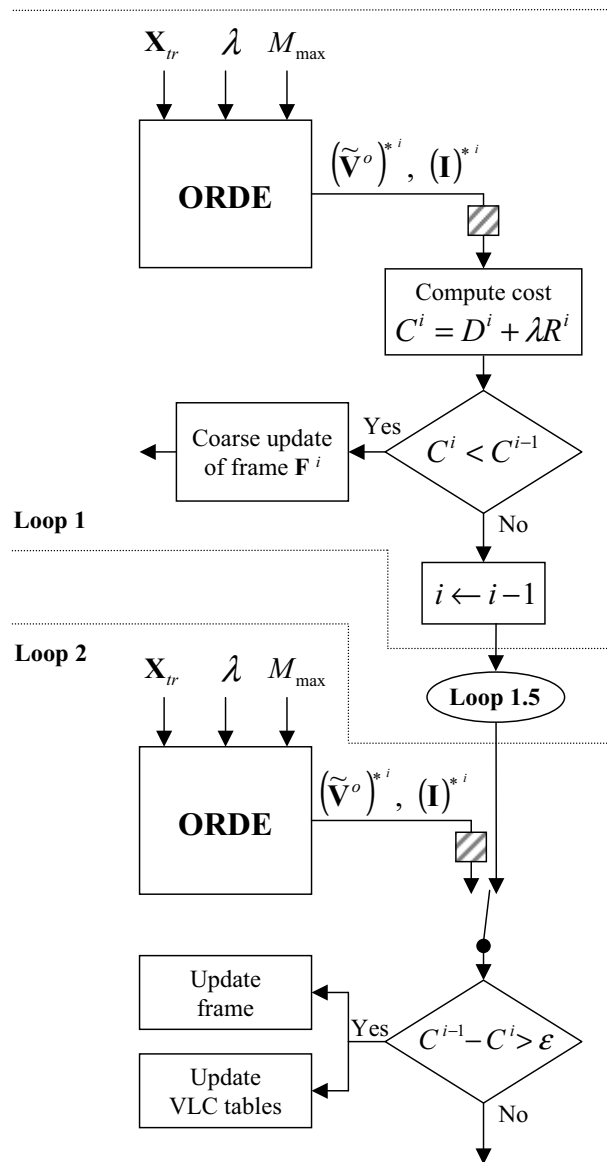 X_tr λ M_max
ORDE
(Ṽ^o)^{*i}, (I)^{*i}
Compute cost
C^i = D^i + λR^i
C^i < C^{i-1}
Yes
Coarse update
of frame F^i
No
Loop 1
i ← i-1
Loop 2
Loop 1.5
X_tr λ M_max
ORDE
(Ṽ^o)^{*i}, (I)^{*i}
C^{i-1} - C^i > ε
Yes
Update
frame
Update
VLC tables
No